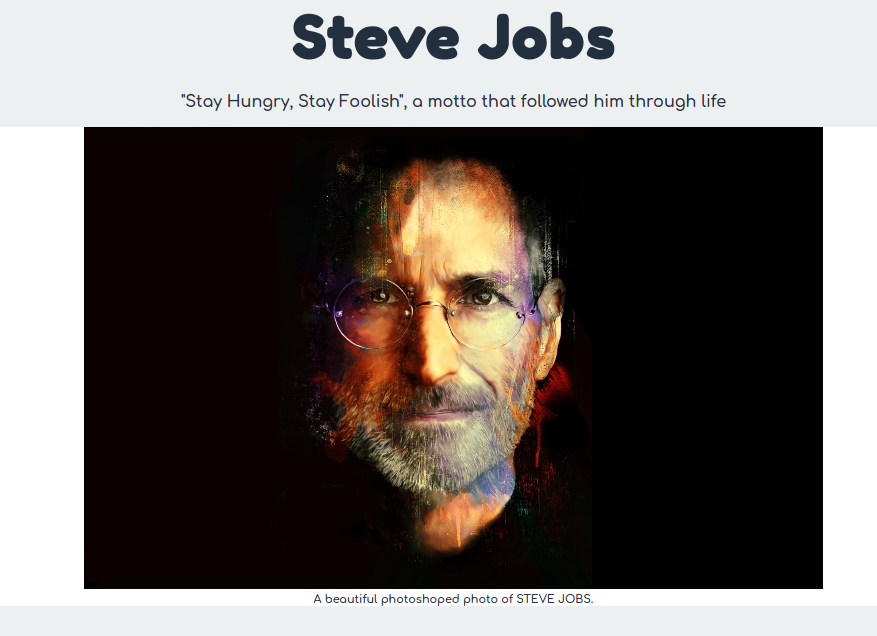 Steve Jobs
"Stay Hungry, Stay Foolish", a motto that followed him through life
A beautiful photoshoped photo of STEVE JOBS.